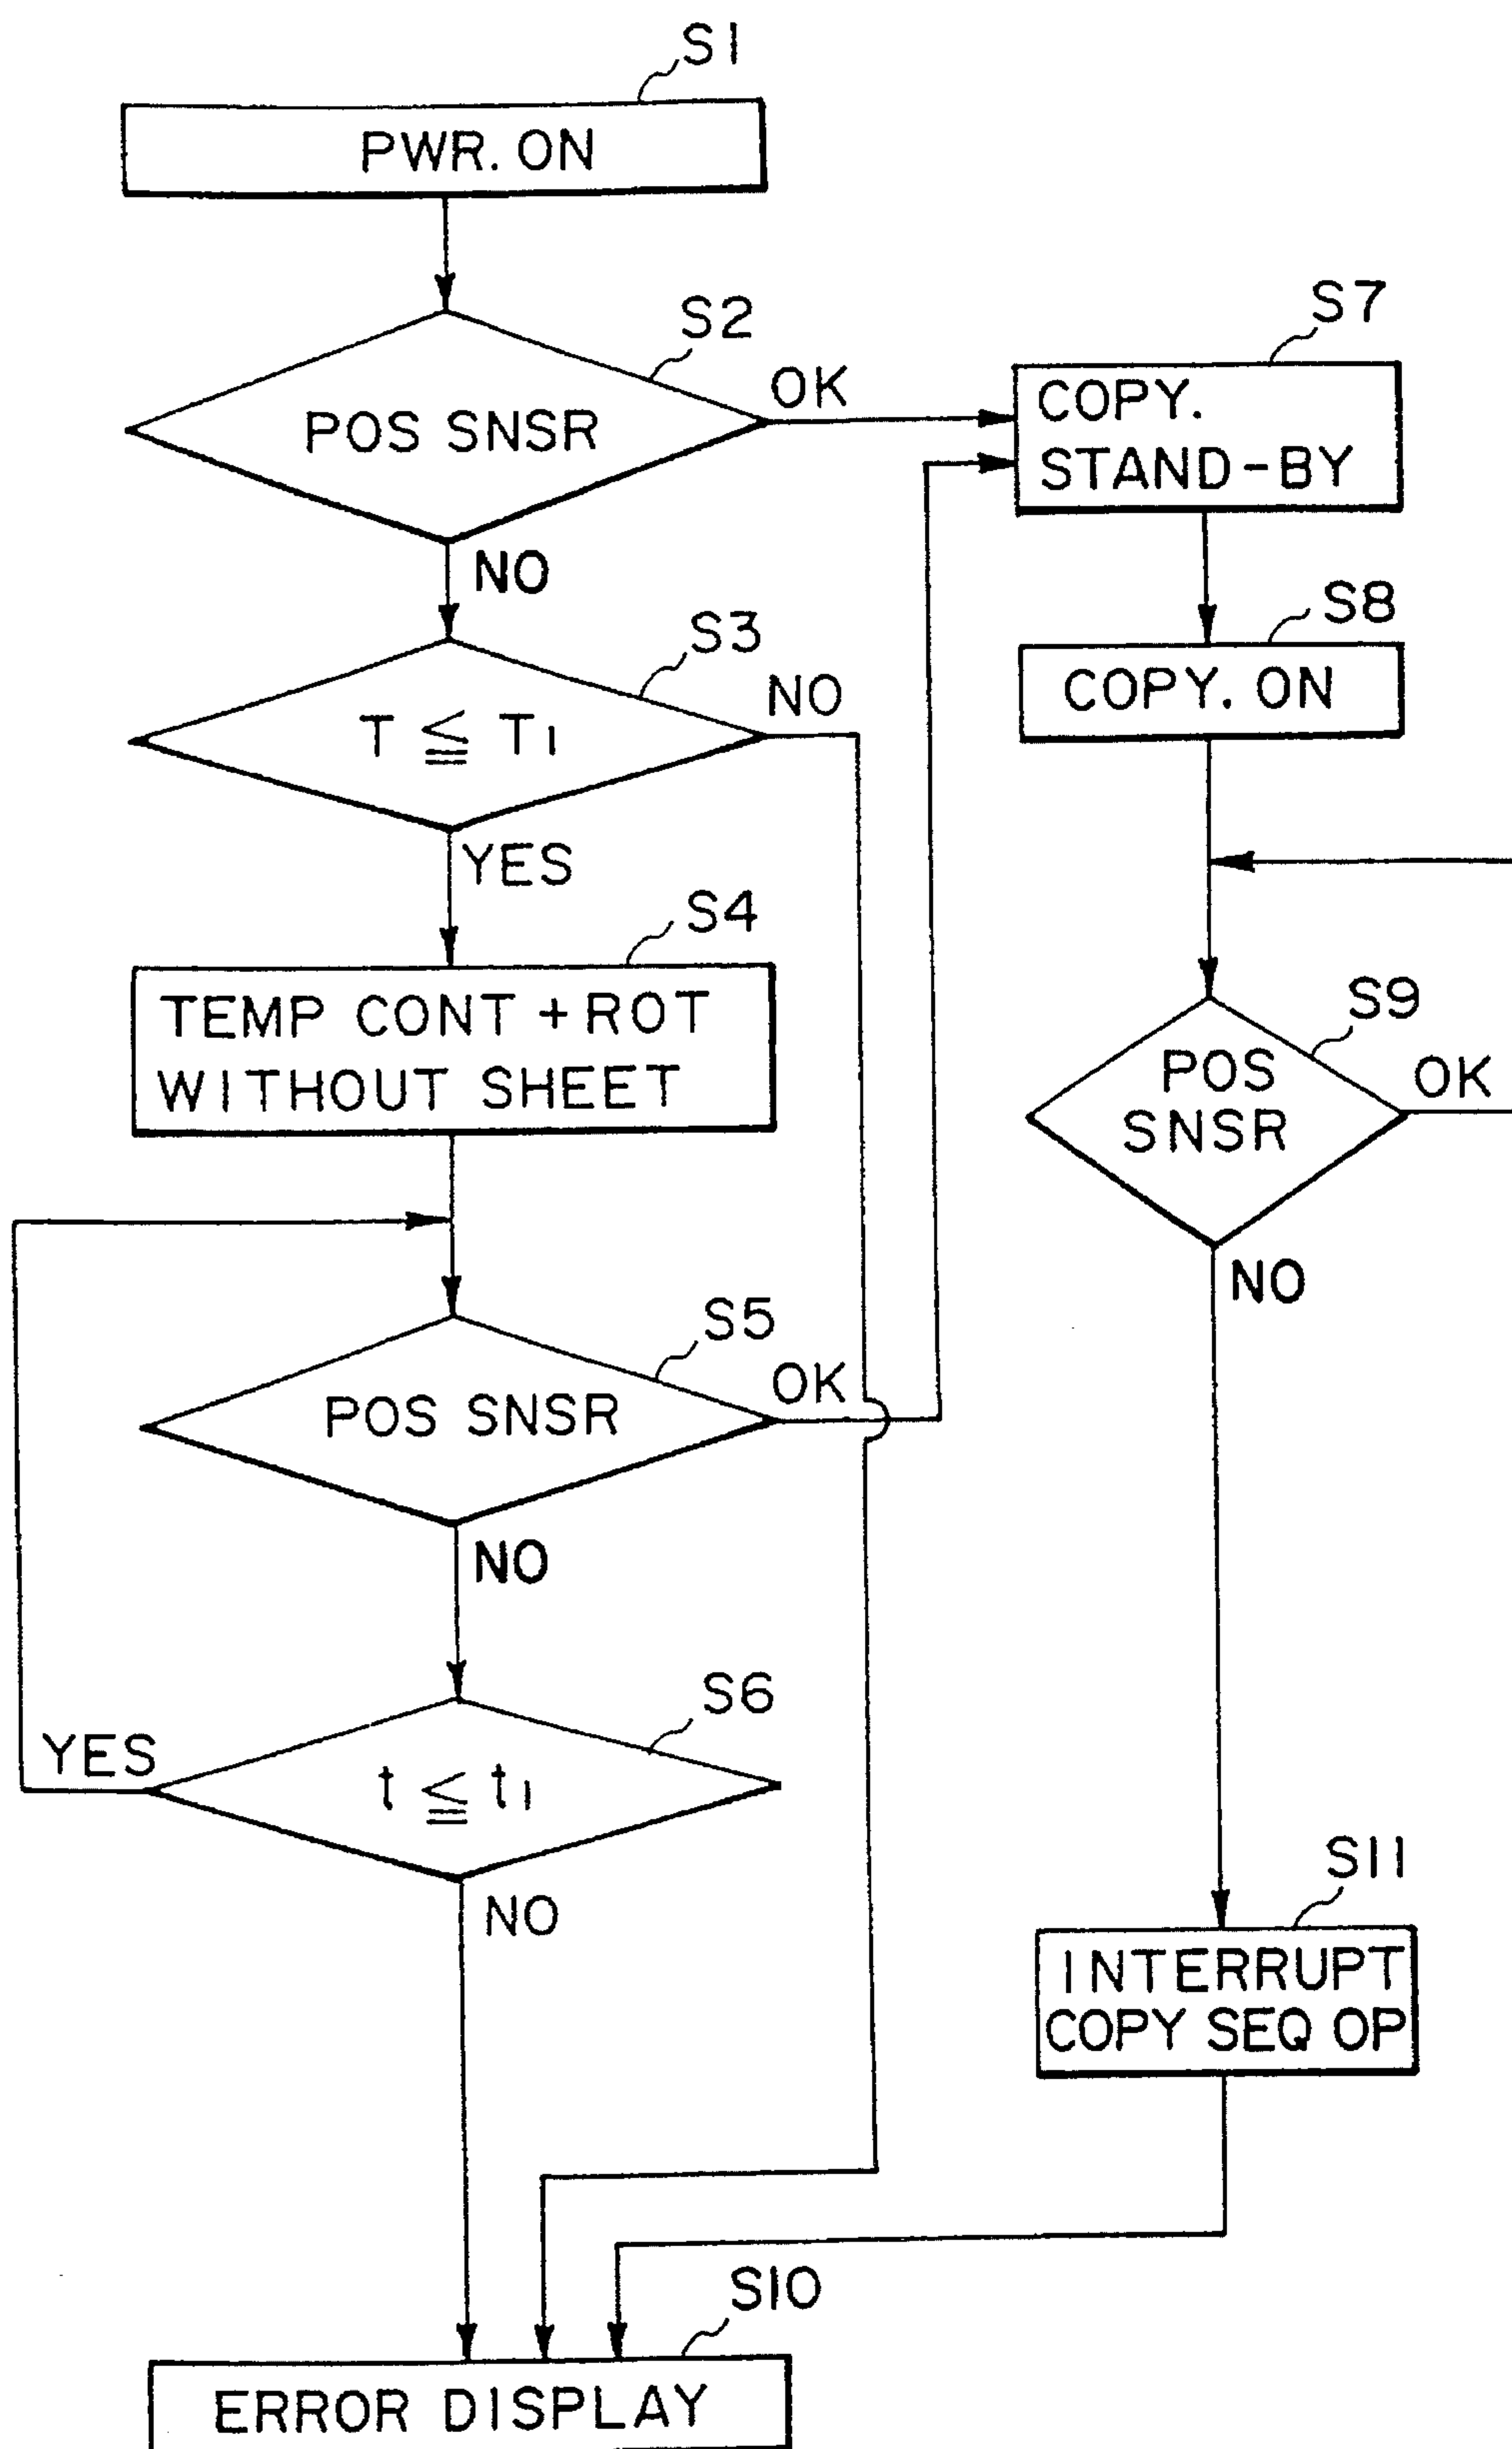 S1
PWR. ON
S2
POS SNSR
OK
NO
S3
T ≦ T1
NO
YES
S4
TEMP CONT + ROT
WITHOUT SHEET
S5
POS SNSR
OK
NO
S6
t ≦ t1
YES
NO
S7
COPY.
STAND-BY
S8
COPY. ON
S9
POS
SNSR
OK
NO
S11
INTERRUPT
COPY SEQ OP
S10
ERROR DISPLAY